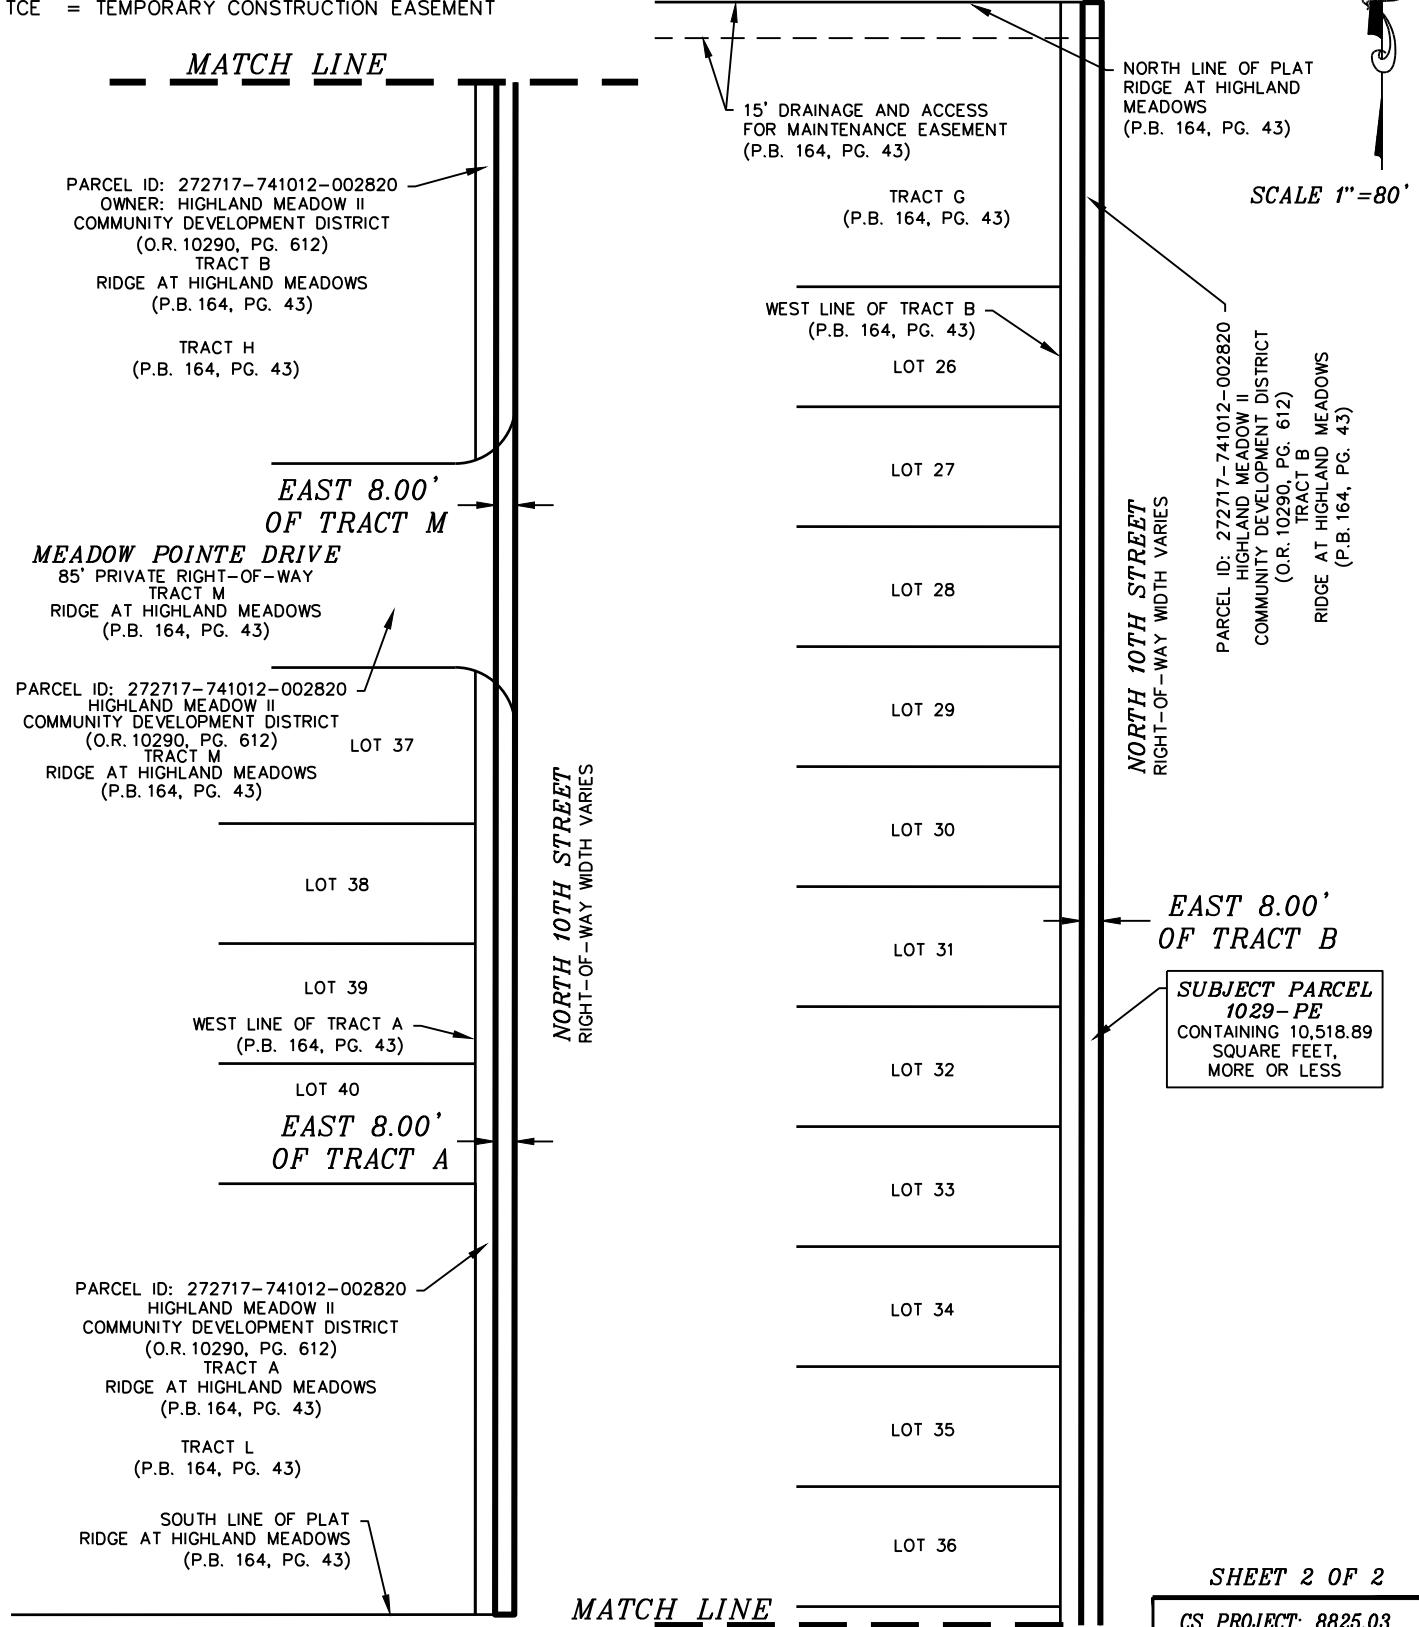 TCE = TEMPORARY CONSTRUCTION EASEMENT
MATCH LINE
PARCEL ID: 272717-741012-002820
OWNER: HIGHLAND MEADOW II
COMMUNITY DEVELOPMENT DISTRICT
(O.R. 10290, PG. 612)
TRACT B
RIDGE AT HIGHLAND MEADOWS
(P.B. 164, PG. 43)
TRACT H
(P.B. 164, PG. 43)
EAST 8.00'
OF TRACT M
MEADOW POINTE DRIVE
85' PRIVATE RIGHT-OF-WAY
TRACT M
RIDGE AT HIGHLAND MEADOWS
(P.B. 164, PG. 43)
PARCEL ID: 272717-741012-002820
HIGHLAND MEADOW II
COMMUNITY DEVELOPMENT DISTRICT
(O.R. 10290, PG. 612)
TRACT M
RIDGE AT HIGHLAND MEADOWS
(P.B. 164, PG. 43)
LOT 37
LOT 38
LOT 39
WEST LINE OF TRACT A
(P.B. 164, PG. 43)
LOT 40
EAST 8.00'
OF TRACT A
PARCEL ID: 272717-741012-002820
HIGHLAND MEADOW II
COMMUNITY DEVELOPMENT DISTRICT
(O.R. 10290, PG. 612)
TRACT A
RIDGE AT HIGHLAND MEADOWS
(P.B. 164, PG. 43)
TRACT L
(P.B. 164, PG. 43)
SOUTH LINE OF PLAT
RIDGE AT HIGHLAND MEADOWS
(P.B. 164, PG. 43)
NORTH 10TH STREET
RIGHT-OF-WAY WIDTH VARIES
15' DRAINAGE AND ACCESS
FOR MAINTENANCE EASEMENT
(P.B. 164, PG. 43)
TRACT G
(P.B. 164, PG. 43)
WEST LINE OF TRACT B
(P.B. 164, PG. 43)
LOT 26
LOT 27
LOT 28
LOT 29
LOT 30
LOT 31
LOT 32
LOT 33
LOT 34
LOT 35
LOT 36
MATCH LINE
NORTH LINE OF PLAT
RIDGE AT HIGHLAND
MEADOWS
(P.B. 164, PG. 43)
SCALE 1"=80'
NORTH 10TH STREET
RIGHT-OF-WAY WIDTH VARIES
PARCEL ID: 272717-741012-002820
HIGHLAND MEADOW II
COMMUNITY DEVELOPMENT DISTRICT
(O.R. 10290, PG. 612)
TRACT B
RIDGE AT HIGHLAND MEADOWS
(P.B. 164, PG. 43)
EAST 8.00'
OF TRACT B
SUBJECT PARCEL
1029-PE
CONTAINING 10,518.89
SQUARE FEET,
MORE OR LESS
SHEET 2 OF 2
CS PROJECT: 8825.03